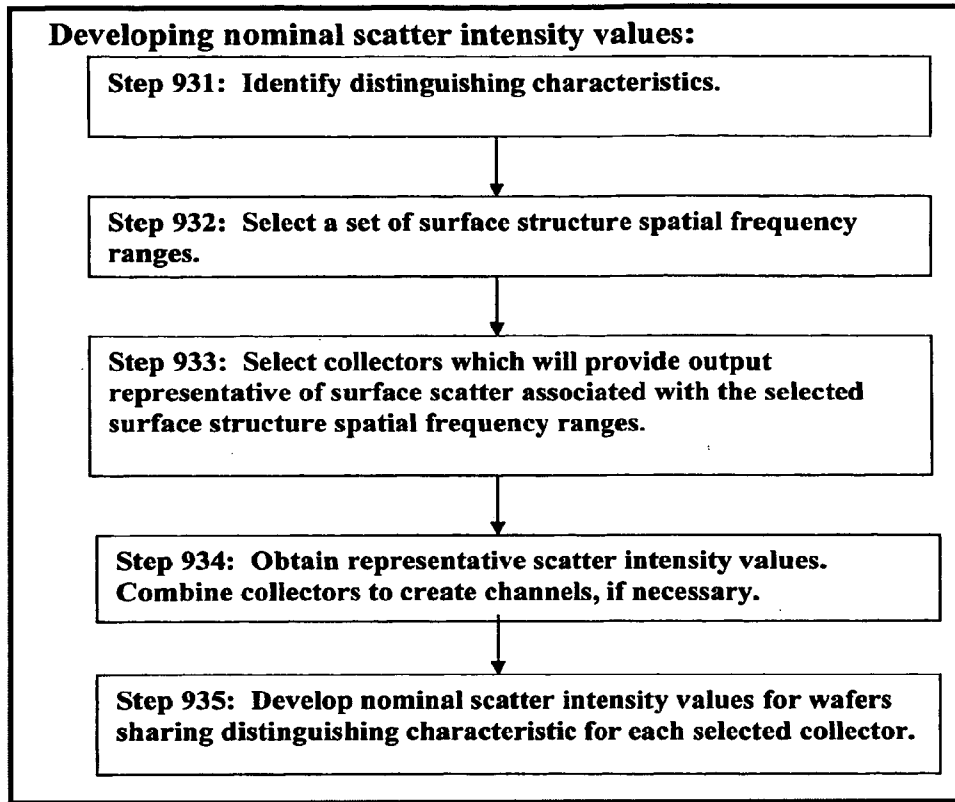 Developing nominal scatter intensity values:
Step 931: Identify distinguishing characteristics.
Step 932: Select a set of surface structure spatial frequency
ranges.
Step 933: Select collectors which will provide output
representative of surface scatter associated with the selected
surface structure spatial frequency ranges.
Step 934: Obtain representative scatter intensity values.
Combine collectors to create channels, if necessary.
Step 935: Develop nominal scatter intensity values for wafers
sharing distinguishing characteristic for each selected collector.